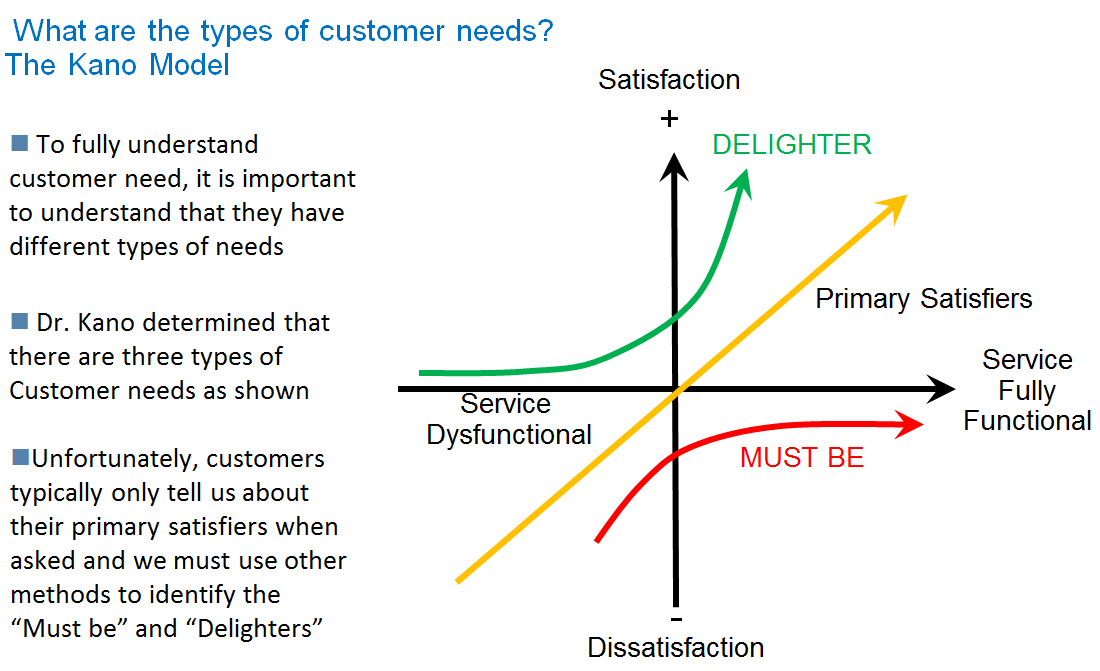 What are the types of customer needs?
The Kano Model
■ To fully understand
customer need, it is important
to understand that they have
different types of needs
■ Dr. Kano determined that
there are three types of
Customer needs as shown
■Unfortunately, customers
typically only tell us about
their primary satisfiers when
asked and we must use other
methods to identify the
“Must be” and “Delighters”
Satisfaction
+
DELIGHTER
Primary Satisfiers
Service
Fully
Functional
Service
Dysfunctional
MUST BE
-
Dissatisfaction